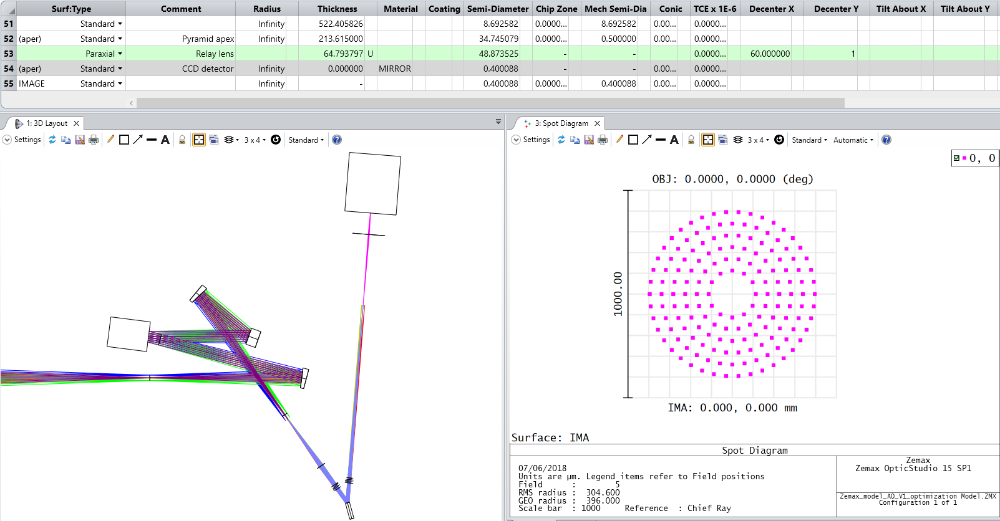 Surf:Type Comment Radius Thickness Material Coating Semi-Diameter Chip Zone Mech Semi-Dia Conic TCE x 1E-6 Decenter X Decenter Y Tilt About X Tilt About Y
51 Standard Infinity 522.405826 8.692582 0.0000... 8.692582 0.00... 0.0000...
52 (aper) Standard Pyramid apex Infinity 213.615000 34.745079 0.0000... 0.500000 0.00... 0.0000...
53 Paraxial Relay lens 64.793797 U 48.873525 - - 0.0000... 60.000000 1
54 (aper) Standard CCD detector Infinity 0.000000 MIRROR 0.400088 - - 0.00... 0.0000...
55 IMAGE Standard Infinity - 0.400088 0.0000... 0.400088 0.00... 0.0000...
1: 3D Layout
Settings A 3 x 4 Standard
3: Spot Diagram
Settings A 3 x 4 Standard Automatic
0, 0
OBJ: 0.0000, 0.0000 (deg)
1000.00
IMA: 0.000, 0.000 mm
Surface: IMA
Spot Diagram
07/06/2018
Units are µm. Legend items refer to Field positions
Field : 5
RMS radius : 304.600
GEO radius : 396.000
Scale bar : 1000 Reference : Chief Ray
Zemax
Zemax OpticStudio 15 SP1
Zemax_model_AO_V1_optimization Model.ZMX
Configuration 1 of 1